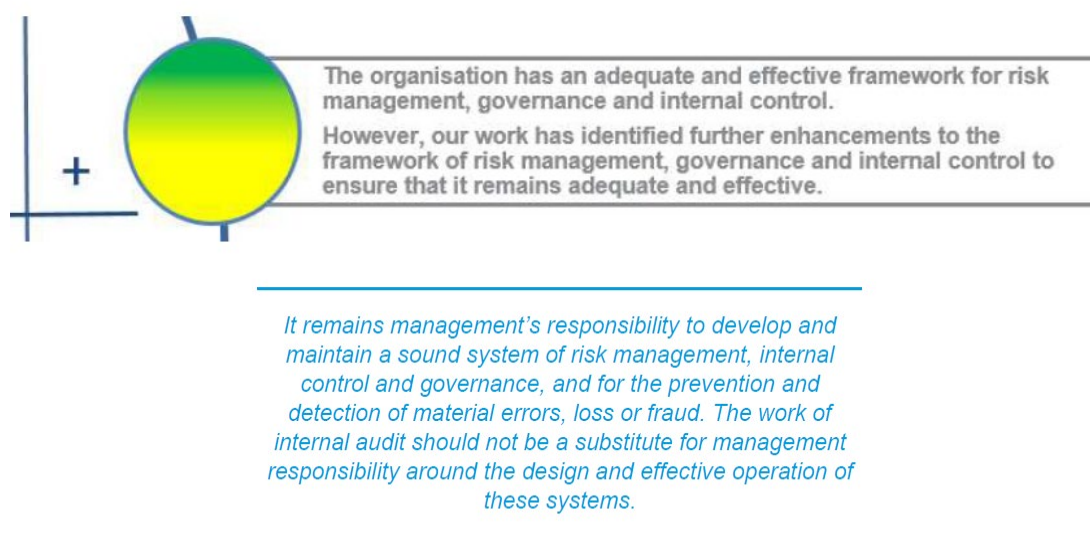 The organisation has an adequate and effective framework for risk
management, governance and internal control.
However, our work has identified further enhancements to the
framework of risk management, governance and internal control to
ensure that it remains adequate and effective.
+
It remains management’s responsibility to develop and
maintain a sound system of risk management, internal
control and governance, and for the prevention and
detection of material errors, loss or fraud. The work of
internal audit should not be a substitute for management
responsibility around the design and effective operation of
these systems.